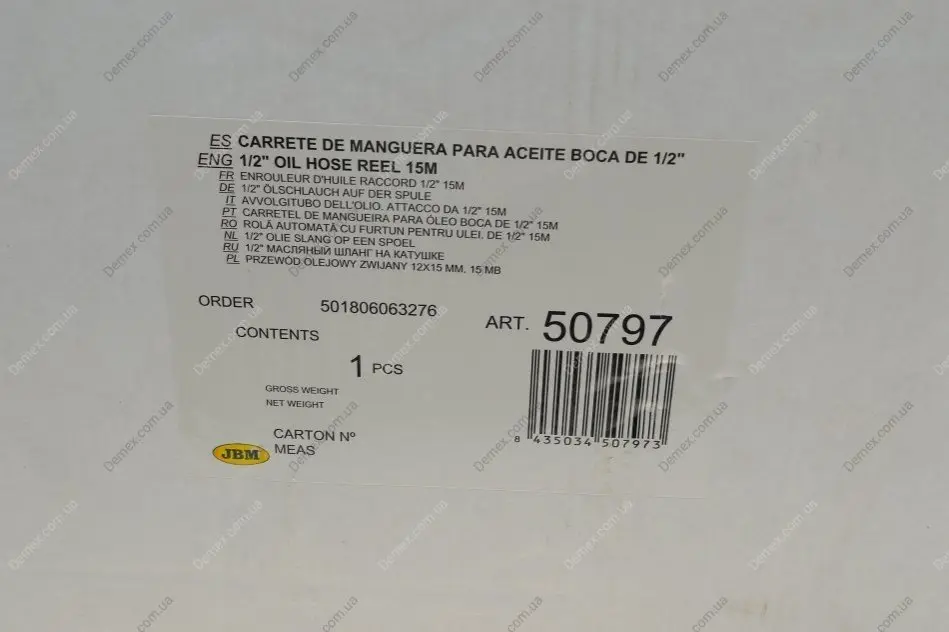 ES CARRETE DE MANGUERA PARA ACEITE BOCA DE 1/2"
ENG 1/2" OIL HOSE REEL 15M
FR ENROULEUR D'HUILE RACCORD 1/2" 15M
DE 1/2" ÖLSCHLAUCH AUF DER SPULE
IT AVVOLGITUBO DELL'OLIO. ATTACCO DA 1/2" 15M
PT CARRETEL DE MANGUEIRA PARA ÓLEO BOCA DE 1/2" 15M
RO ROLĂ AUTOMATĂ CU FURTUN PENTRU ULEI. DE 1/2" 15M
NL 1/2" OLIE SLANG OP EEN SPOEL
RU 1/2" МАСЛЯНЫЙ ШЛАНГ НА КАТУШКЕ
PL PRZEWÓD OLEJOWY ZWIJANY 12X15 MM. 15 MB
ORDER 501806063276
ART. 50797
CONTENTS
1 PCS
GROSS WEIGHT
NET WEIGHT
8 435034 507973
CARTON Nº
MEAS
JBM
Demex.com.ua